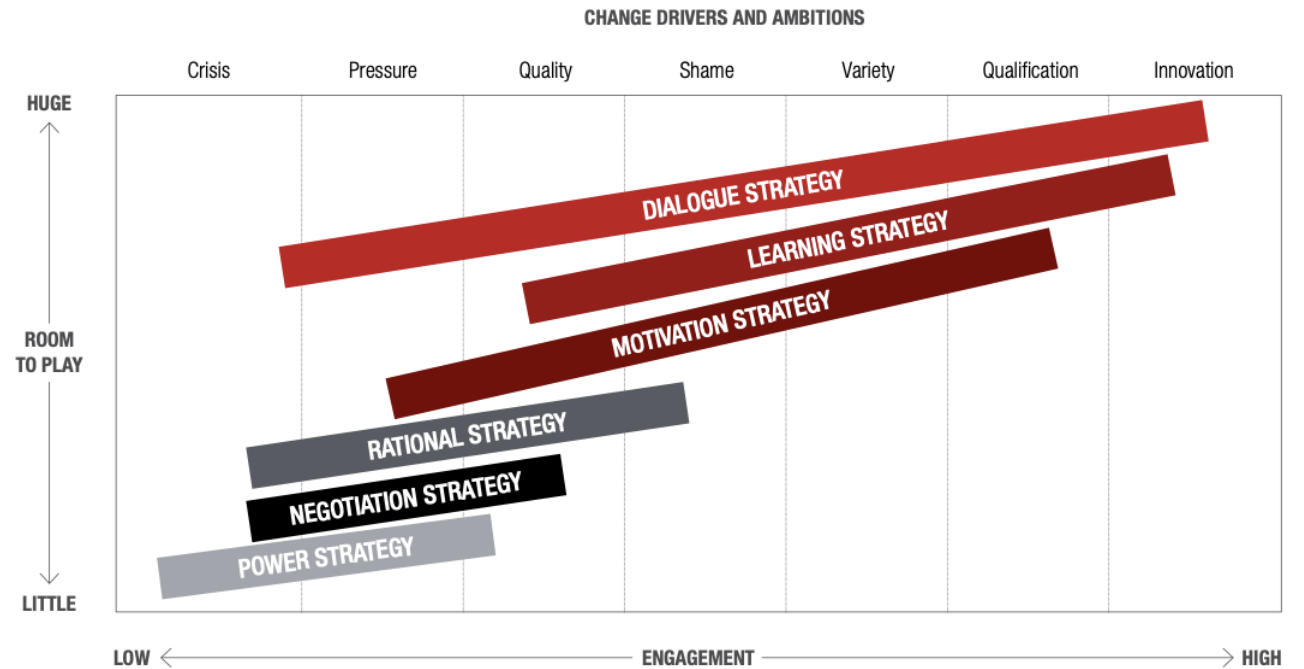 CHANGE DRIVERS AND AMBITIONS
Crisis Pressure Quality Shame Variety Qualification Innovation
HUGE
DIALOGUE STRATEGY
LEARNING STRATEGY
MOTIVATION STRATEGY
ROOM
TO PLAY
RATIONAL STRATEGY
NEGOTIATION STRATEGY
POWER STRATEGY
LITTLE
LOW ENGAGEMENT HIGH